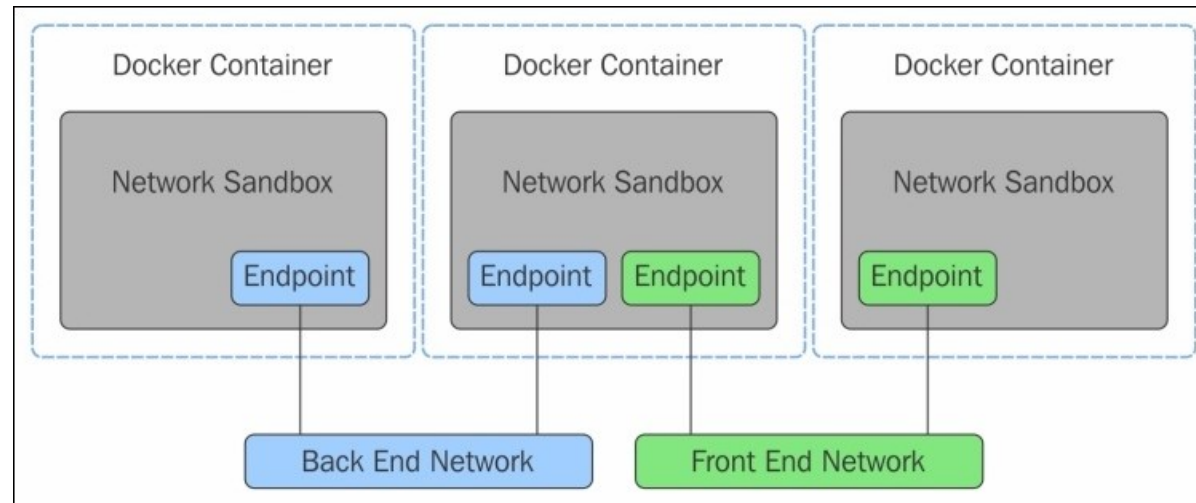 Docker Container
Docker Container
Docker Container
Network Sandbox
Network Sandbox
Network Sandbox
Endpoint
Endpoint
Endpoint
Endpoint
Back End Network
Front End Network